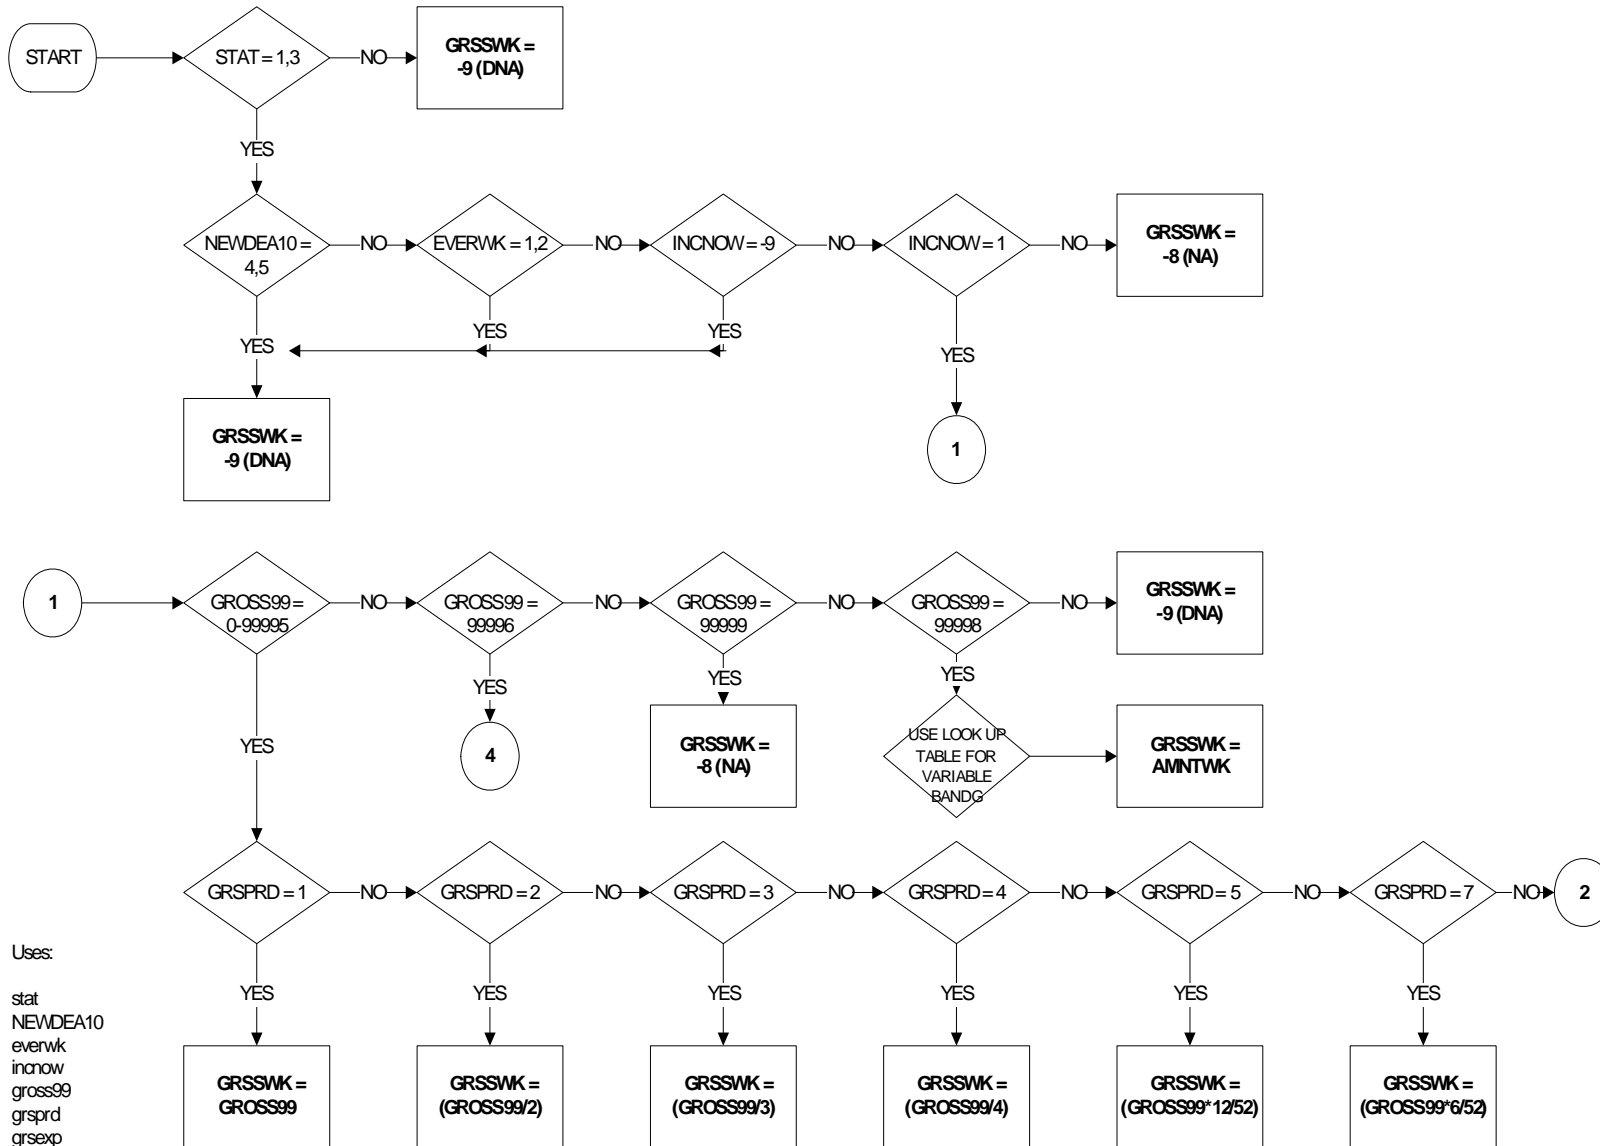 START
STAT = 1,3
NO
GRSSWK =
-9 (DNA)
YES
NEWDEA10 =
4,5
NO
EVERWK = 1,2
NO
INCNOW = -9
NO
INCNOW = 1
NO
GRSSWK =
-8 (NA)
YES
YES
YES
YES
GRSSWK =
-9 (DNA)
1
1
GROSS99 =
0-99995
NO
GROSS99 =
99996
NO
GROSS99 =
99999
NO
GROSS99 =
99998
NO
GRSSWK =
-9 (DNA)
YES
YES
YES
YES
4
GRSSWK =
-8 (NA)
USE LOOK UP
TABLE FOR
VARIABLE
BANDG
GRSSWK =
AMNTWK
GRSPRD = 1
NO
GRSPRD = 2
NO
GRSPRD = 3
NO
GRSPRD = 4
NO
GRSPRD = 5
NO
GRSPRD = 7
NO
2
YES
YES
YES
YES
YES
YES
GRSSWK =
GROSS99
GRSSWK =
(GROSS99/2)
GRSSWK =
(GROSS99/3)
GRSSWK =
(GROSS99/4)
GRSSWK =
(GROSS99*12/52)
GRSSWK =
(GROSS99*6/52)
Uses:
stat
NEWDEA10
everwk
incnow
gross99
grsprd
grsexp